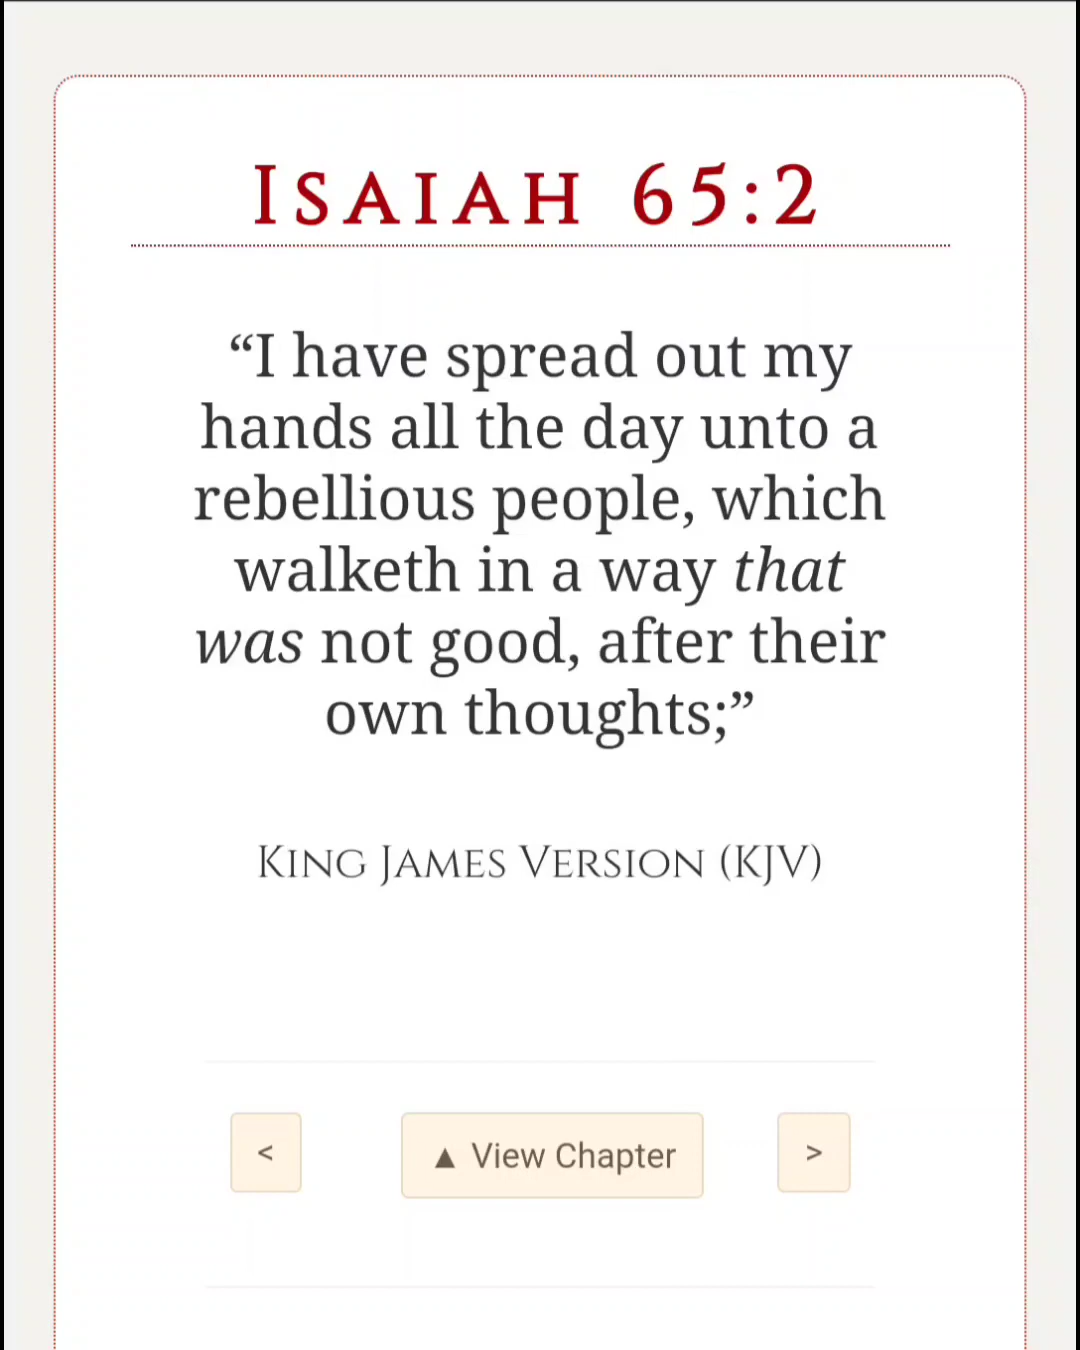 Isaiah 65:2
“I have spread out my
hands all the day unto a
rebellious people, which
walketh in a way that
was not good, after their
own thoughts;”
King James Version (KJV)
<
▲ View Chapter
>